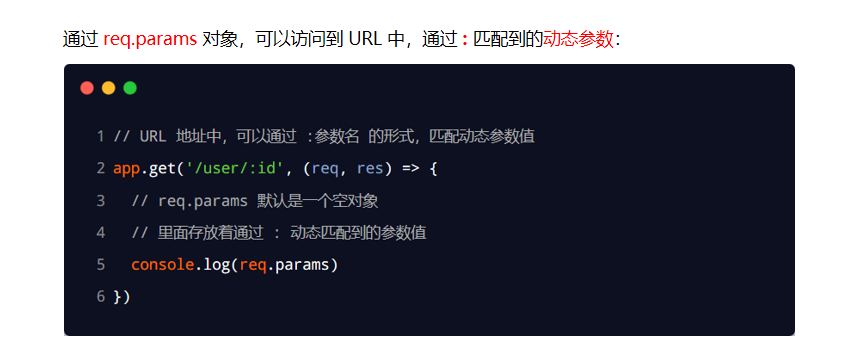 通过 req.params 对象，可以访问到 URL 中，通过 : 匹配到的动态参数：
1 // URL 地址中，可以通过 :参数名 的形式，匹配动态参数值
2 app.get('/user/:id', (req, res) => {
3   // req.params 默认是一个空对象
4   // 里面存放着通过 : 动态匹配到的参数值
5   console.log(req.params)
6 })